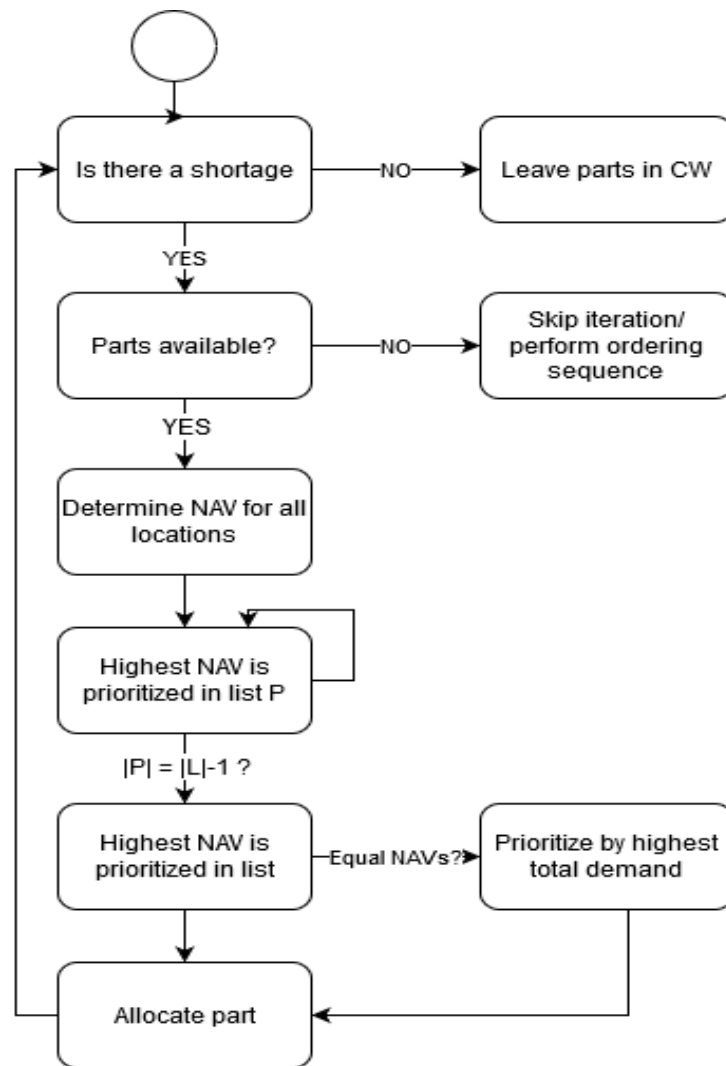 Is there a shortage
NO
Leave parts in CW
YES
Parts available?
NO
Skip iteration/
perform ordering
sequence
YES
Determine NAV for all
locations
Highest NAV is
prioritized in list P
|P| = |L|-1 ?
Highest NAV is
prioritized in list
Equal NAV's?
Prioritize by highest
total demand
Allocate part